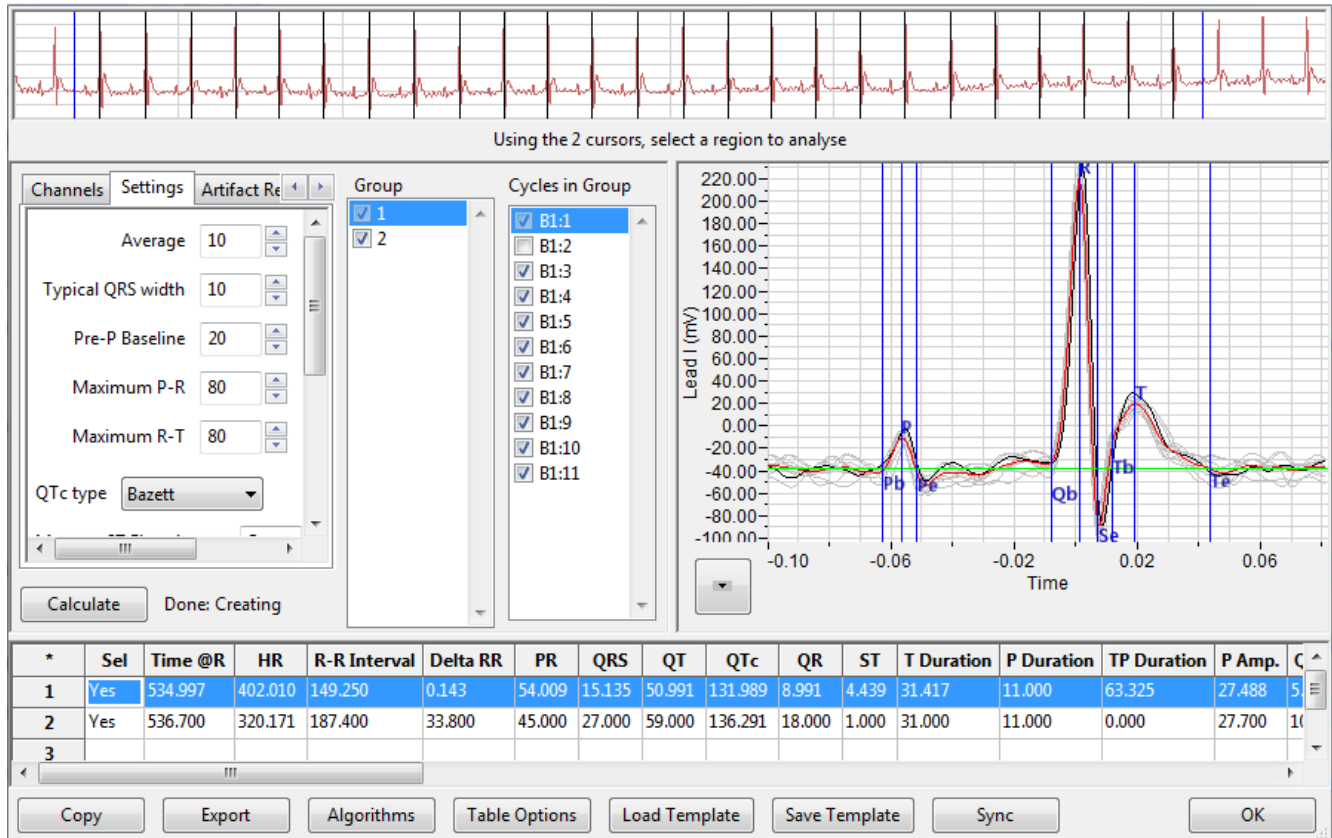 Using the 2 cursors, select a region to analyse
Channels Settings Artifact Re
Average 10
Typical QRS width 10
Pre-P Baseline 20
Maximum P-R 80
Maximum R-T 80
QTc type Bazett
Calculate Done: Creating
Group
1
2
Cycles in Group
B1:1
B1:2
B1:3
B1:4
B1:5
B1:6
B1:7
B1:8
B1:9
B1:10
B1:11
Lead I (mV)
220.00
200.00
180.00
160.00
140.00
120.00
100.00
80.00
60.00
40.00
20.00
0.00
-20.00
-40.00
-60.00
-80.00
-100.00
R
P
T
Pb Pe Tb Te
Qb
Se
-0.10 -0.06 -0.02 0.02 0.06
Time
* Sel Time @R HR R-R Interval Delta RR PR QRS QT QTc QR ST T Duration P Duration TP Duration P Amp.
1 Yes 534.997 402.010 149.250 0.143 54.009 15.135 50.991 131.989 8.991 4.439 31.417 11.000 63.325 27.488 5.
2 Yes 536.700 320.171 187.400 33.800 45.000 27.000 59.000 136.291 18.000 1.000 31.000 11.000 0.000 27.700 10
3
Copy Export Algorithms Table Options Load Template Save Template Sync OK